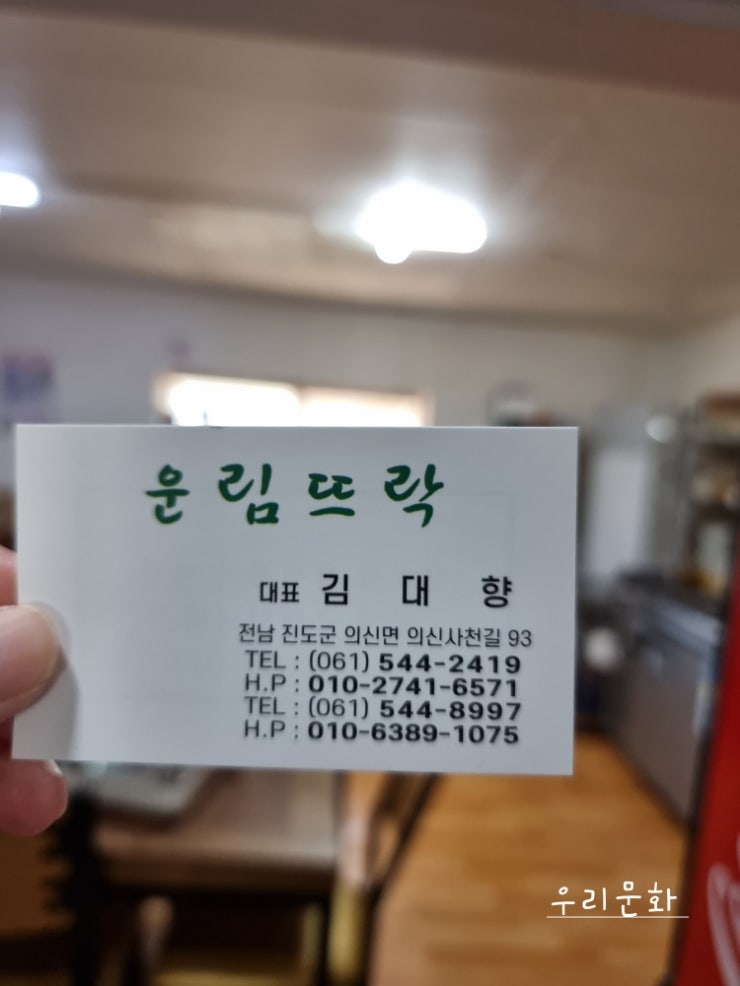 운림뜨락
대표 김 대 향
전남 진도군 의신면 의신사천길 93
TEL : (061) 544-2419
H.P : 010-2741-6571
TEL : (061) 544-8997
H.P : 010-6389-1075
우리문화